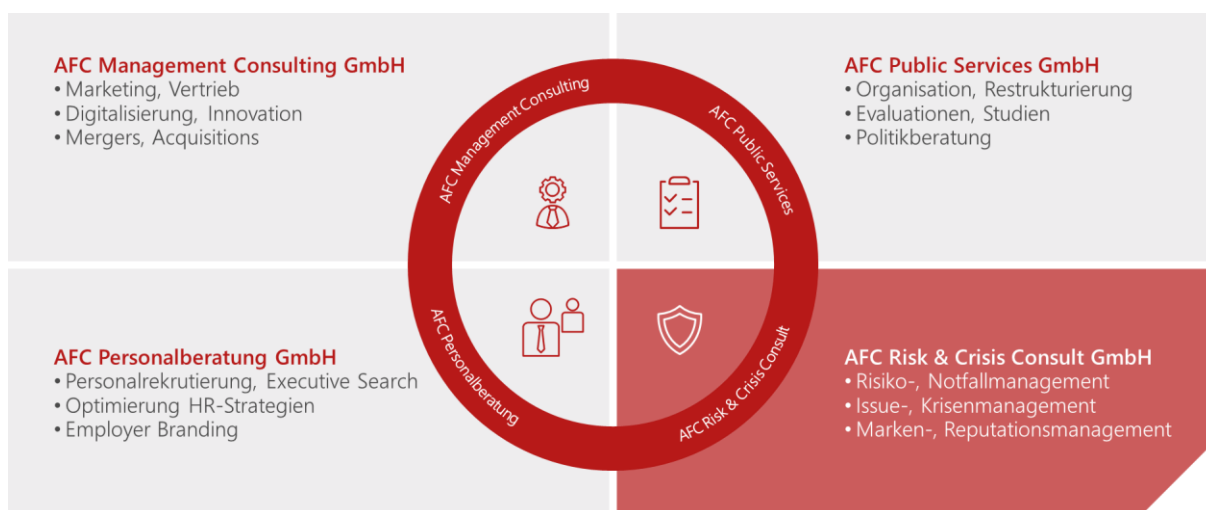 AFC Management Consulting GmbH
• Marketing, Vertrieb
• Digitalisierung, Innovation
• Mergers, Acquisitions
AFC Public Services GmbH
• Organisation, Restrukturierung
• Evaluationen, Studien
• Politikberatung
AFC Management Consulting
AFC Public Services
AFC Personalberatung
AFC Risk & Crisis Consult
AFC Personalberatung GmbH
• Personalrekrutierung, Executive Search
• Optimierung HR-Strategien
• Employer Branding
AFC Risk & Crisis Consult GmbH
• Risiko-, Notfallmanagement
• Issue-, Krisenmanagement
• Marken-, Reputationsmanagement